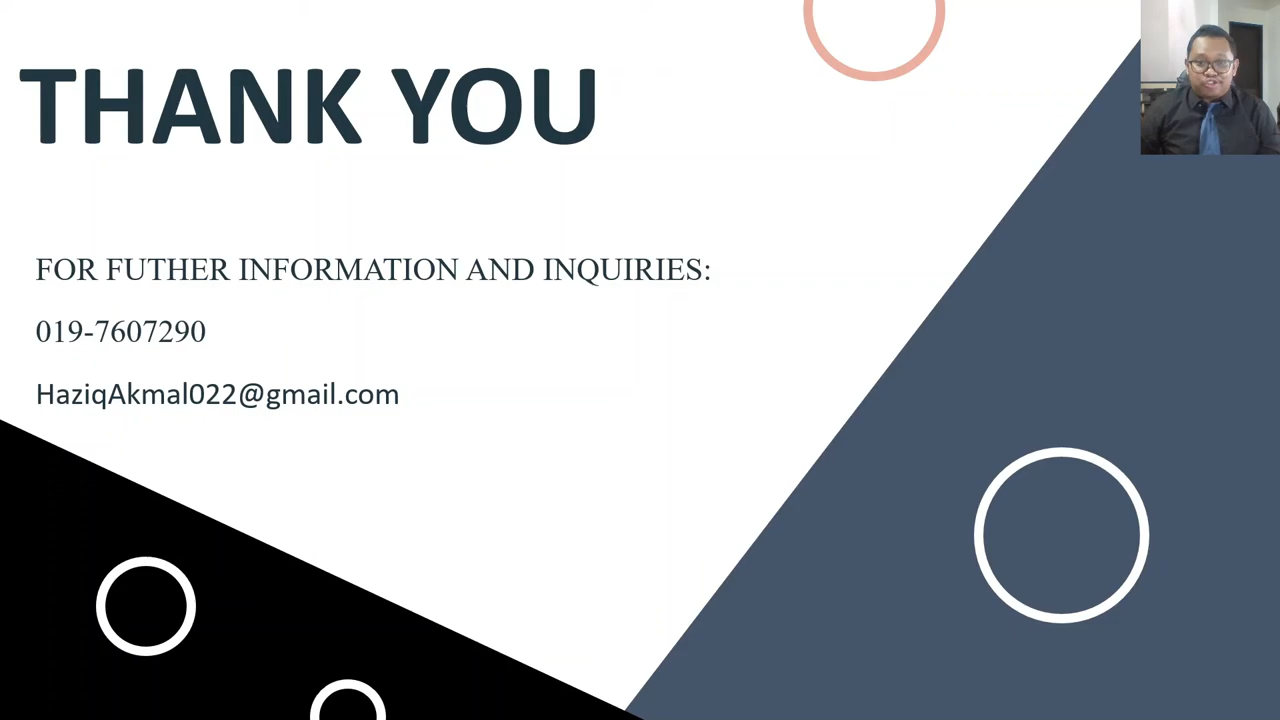 THANK YOU
FOR FUTHER INFORMATION AND INQUIRIES:
019-7607290
HaziqAkmal022@gmail.com